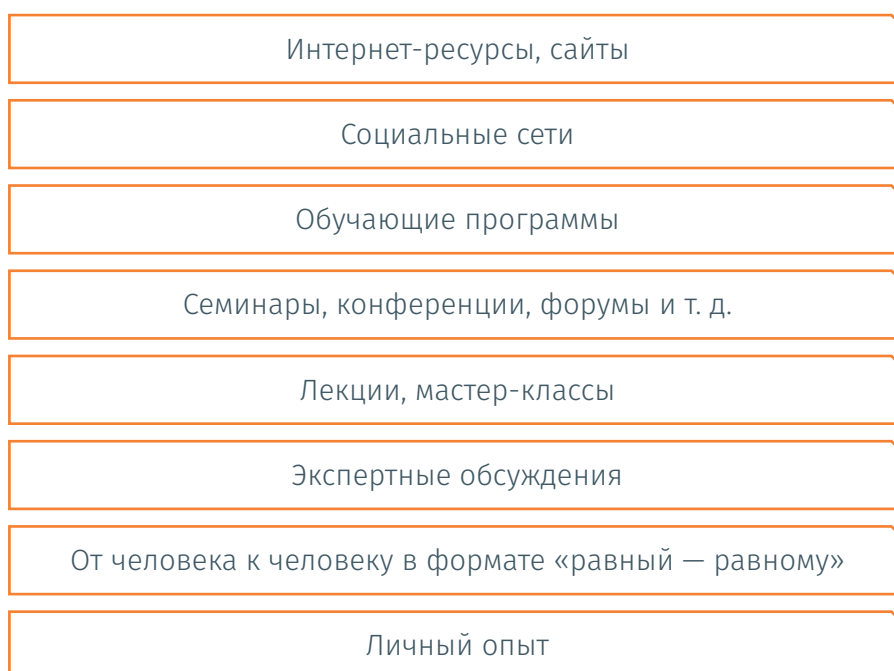 Интернет-ресурсы, сайты
Социальные сети
Обучающие программы
Семинары, конференции, форумы и т. д.
Лекции, мастер-классы
Экспертные обсуждения
От человека к человеку в формате «равный — равному»
Личный опыт